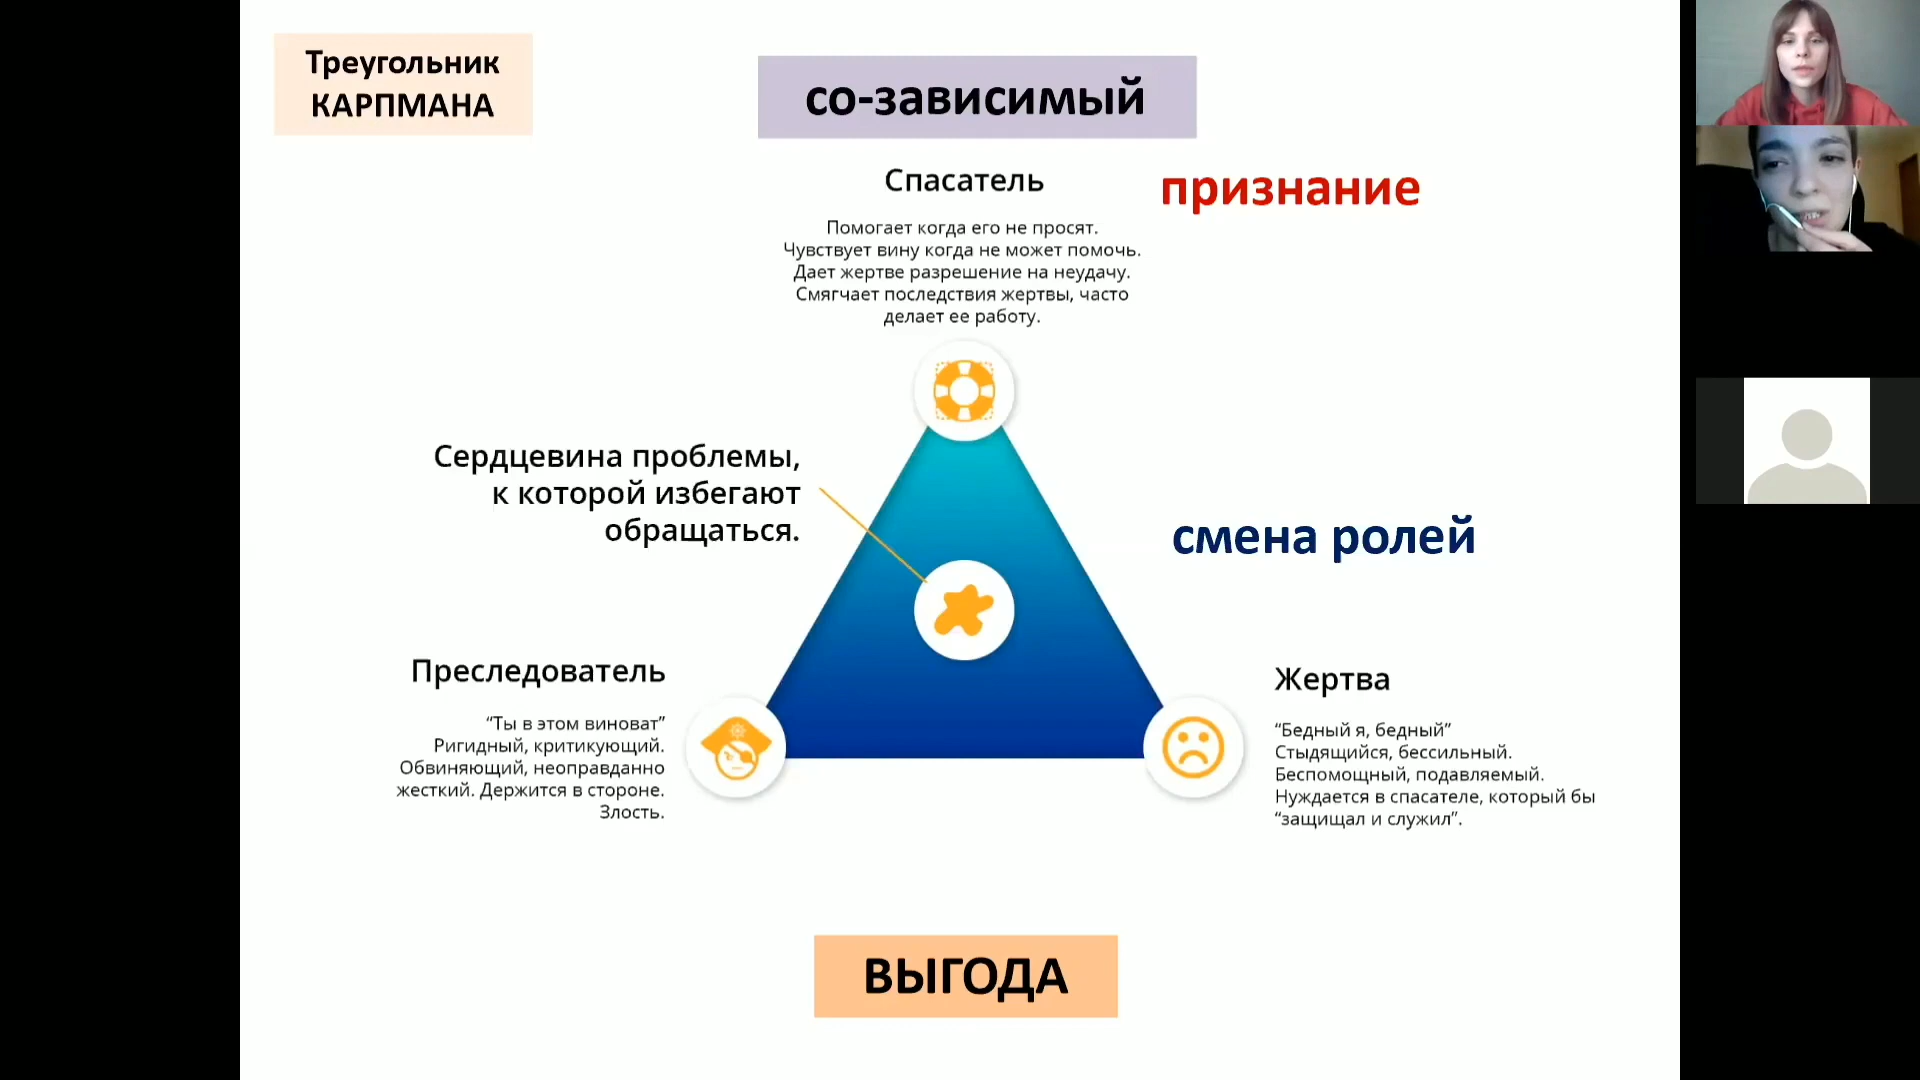 Треугольник
КАРПМАНА
со-зависимый
Спасатель
признание
Помогает когда его не просят.
Чувствует вину когда не может помочь.
Дает жертве разрешение на неудачу.
Смягчает последствия жертвы, часто
делает ее работу.
Сердцевина проблемы,
к которой избегают
обращаться.
смена ролей
Преследователь
“Ты в этом виноват”
Ригидный, критикующий.
Обвиняющий, неоправданно
жесткий. Держится в стороне.
Злость.
Жертва
“Бедный я, бедный”
Стыдящийся, бессильный.
Беспомощный, подавляемый.
Нуждается в спасателе, который бы
“защищал и служил”.
ВЫГОДА